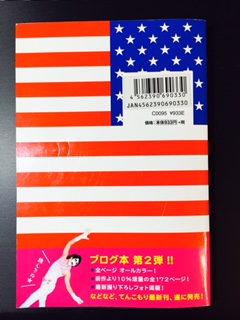 4562390690330
JAN4562390690330
C0095 ¥933E
価格:本体933円+税
ブログ本 第2弾!!
●全ページ オールカラー!
●前作より10%増量の全172ページ!
●最新撮り下ろしフォト満載!
などなど、てんこもり最新刊、遂に発売!